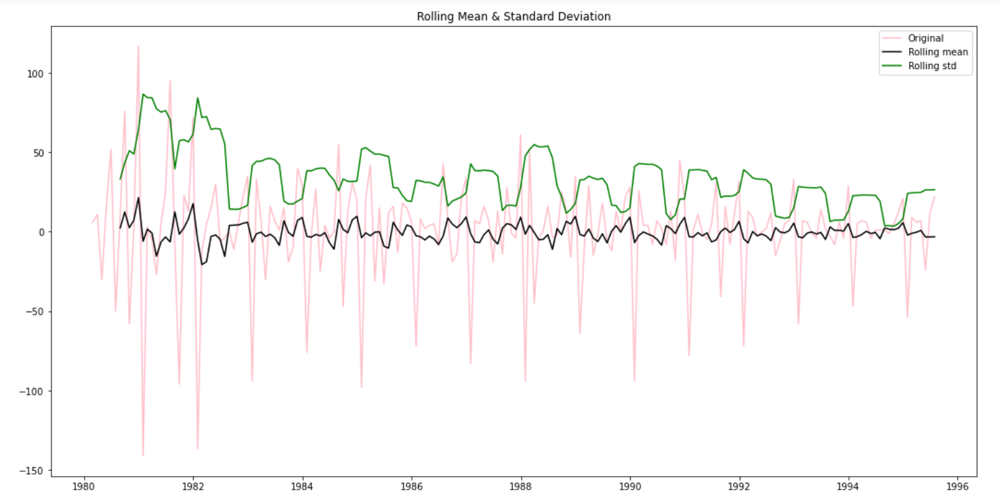 Rolling Mean & Standard Deviation
Original
Rolling mean
Rolling std
100
50
0
−50
−100
−150
1980 1982 1984 1986 1988 1990 1992 1994 1996